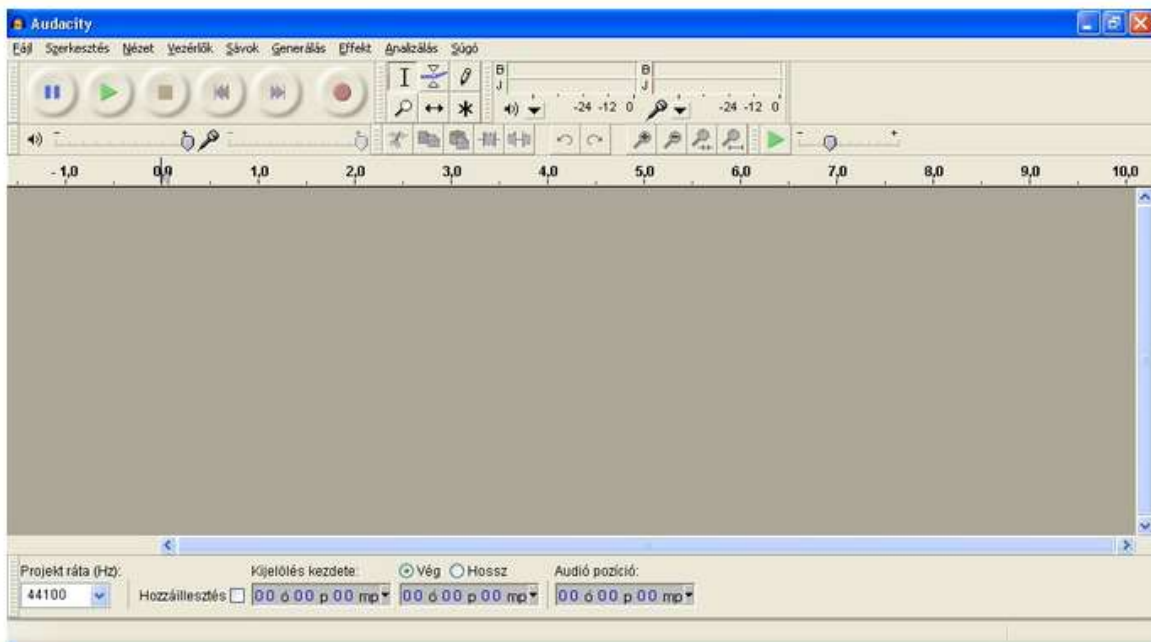 Audacity
Fájl Szerkesztés Nézet Vezérlők Sávok Generálás Effekt Analizálás Súgó
B
J
B
J
-24 -12 0
-24 -12 0
- +
-
- +
- 1,0 0,0 1,0 2,0 3,0 4,0 5,0 6,0 7,0 8,0 9,0 10,0
Projekt ráta (Hz): Kijelölés kezdete: Vég Hossz Audió pozíció:
44100 Hozzáillesztés 00 ó 00 p 00 mp 00 ó 00 p 00 mp 00 ó 00 p 00 mp